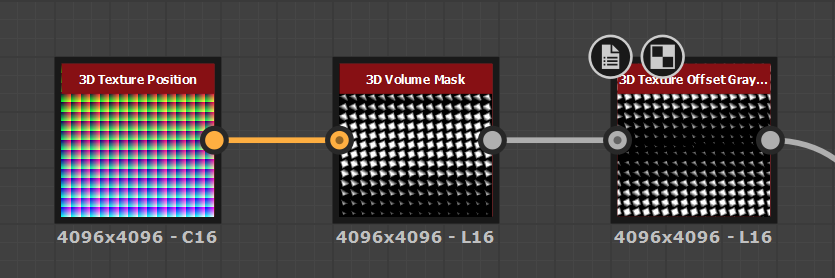 3D Texture Position
3D Volume Mask
3D Texture Offset Gray...
4096x4096 - C16
4096x4096 - L16
4096x4096 - L16